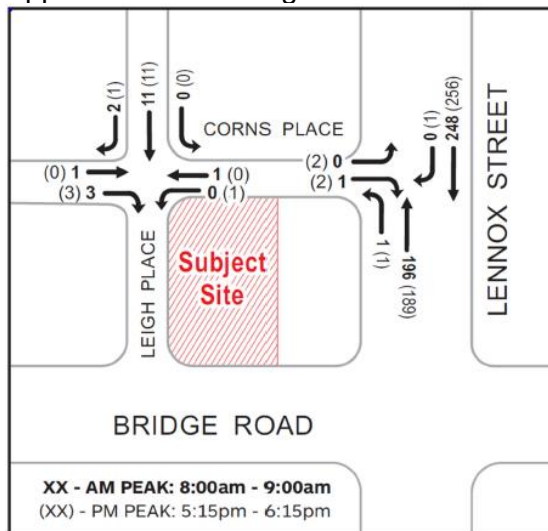 2 (1)
11 (11)
0 (0)
CORNS PLACE
0 (1)
248 (256)
LENNOX STREET
(0) 1
(3) 3
1 (0)
0 (1)
(2) 0
(2) 1
1 (1)
196 (189)
LEIGH PLACE
Subject
Site
BRIDGE ROAD
XX - AM PEAK: 8:00am - 9:00am
(XX) - PM PEAK: 5:15pm - 6:15pm